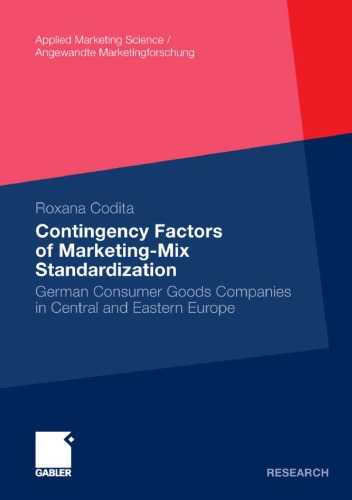 Applied Marketing Science /
Angewandte Marketingforschung
Roxana Codita
Contingency Factors
of Marketing-Mix
Standardization
German Consumer Goods Companies
in Central and Eastern Europe
GABLER
RESEARCH